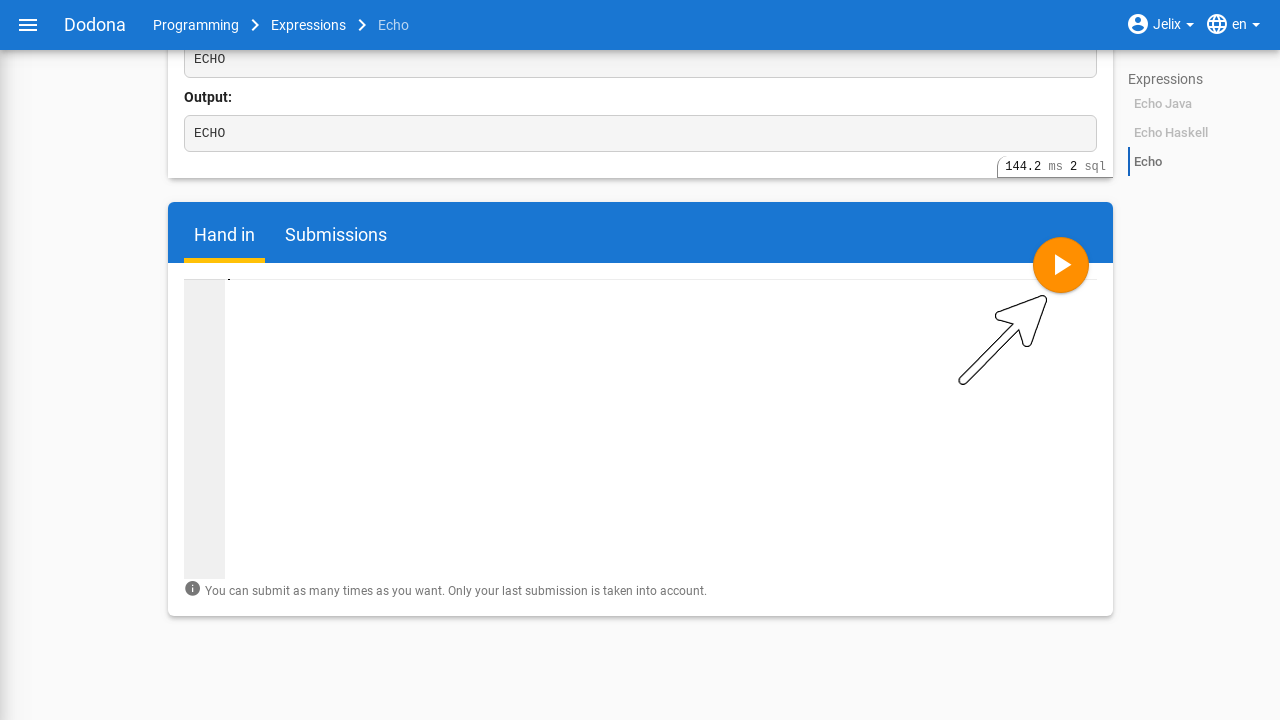 Dodona Programming Expressions Echo Jelix en
ECHO
Output:
ECHO
144.2 ms 2 sql
Hand in Submissions
You can submit as many times as you want. Only your last submission is taken into account.
Expressions
Echo Java
Echo Haskell
Echo